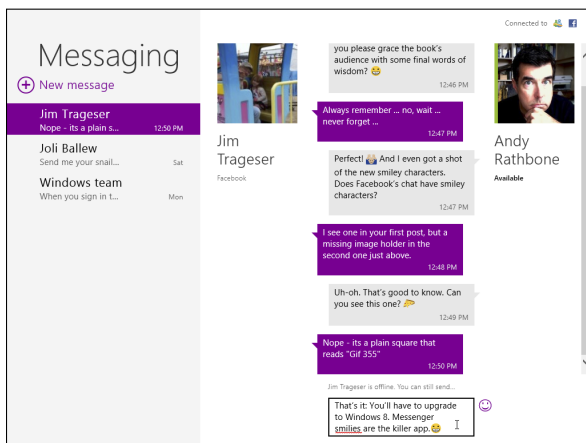 Connected to
Messaging
New message
Jim Trageser
Nope - its a plain s...
12:50 PM
Joli Ballew
Send me your snail...
Sat
Windows team
When you sign in t...
Mon
Jim
Trageser
Facebook
you please grace the book's
audience with some final words of
wisdom? 😁
12:46 PM
Always remember ... no, wait ...
never forget ...
12:47 PM
Perfect! And I even got a shot
of the new smiley characters.
Does Facebook's chat have smiley
characters?
12:47 PM
I see one in your first post, but a
missing image holder in the
second one just above.
12:48 PM
Uh-oh. That's good to know. Can
you see this one? 🍕
12:49 PM
Nope - its a plain square that
reads "Gif 355"
12:50 PM
Jim Trageser is offline. You can still send...
That's it: You'll have to upgrade
to Windows 8. Messenger
smilies are the killer app. 😁
Andy
Rathbone
Available